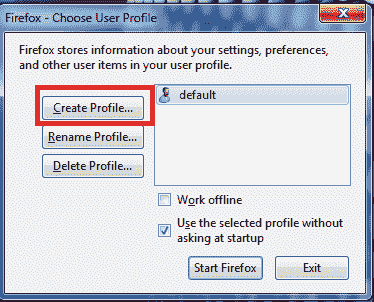 Firefox - Choose User Profile
Firefox stores information about your settings, preferences,
and other user items in your user profile.
Create Profile...
Rename Profile...
Delete Profile...
default
Work offline
Use the selected profile without
asking at startup
Start Firefox
Exit